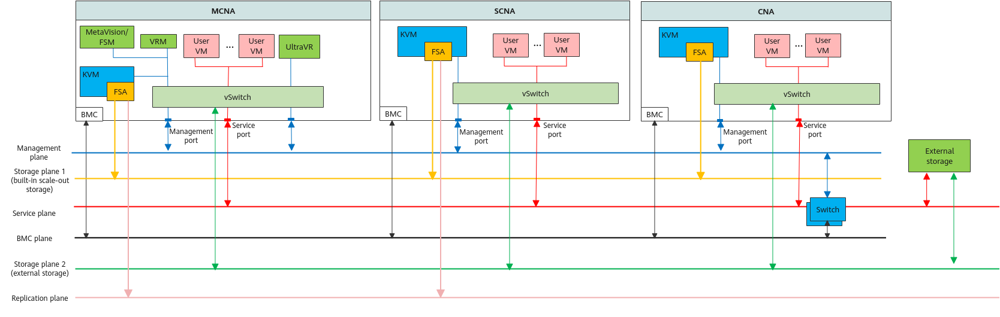 MCNA
SCNA
CNA
MetaVision/
FSM
VRM
User
VM
...
User
VM
UltraVR
KVM
FSA
vSwitch
BMC
KVM
FSA
User
VM
...
User
VM
vSwitch
BMC
KVM
FSA
User
VM
...
User
VM
vSwitch
BMC
Management
port
Service
port
Management
port
Service
port
Management
port
Service
port
Management
plane
Storage plane 1
(built-in scale-out
storage)
Service plane
BMC plane
Storage plane 2
(external storage)
Replication plane
External
storage
Switch